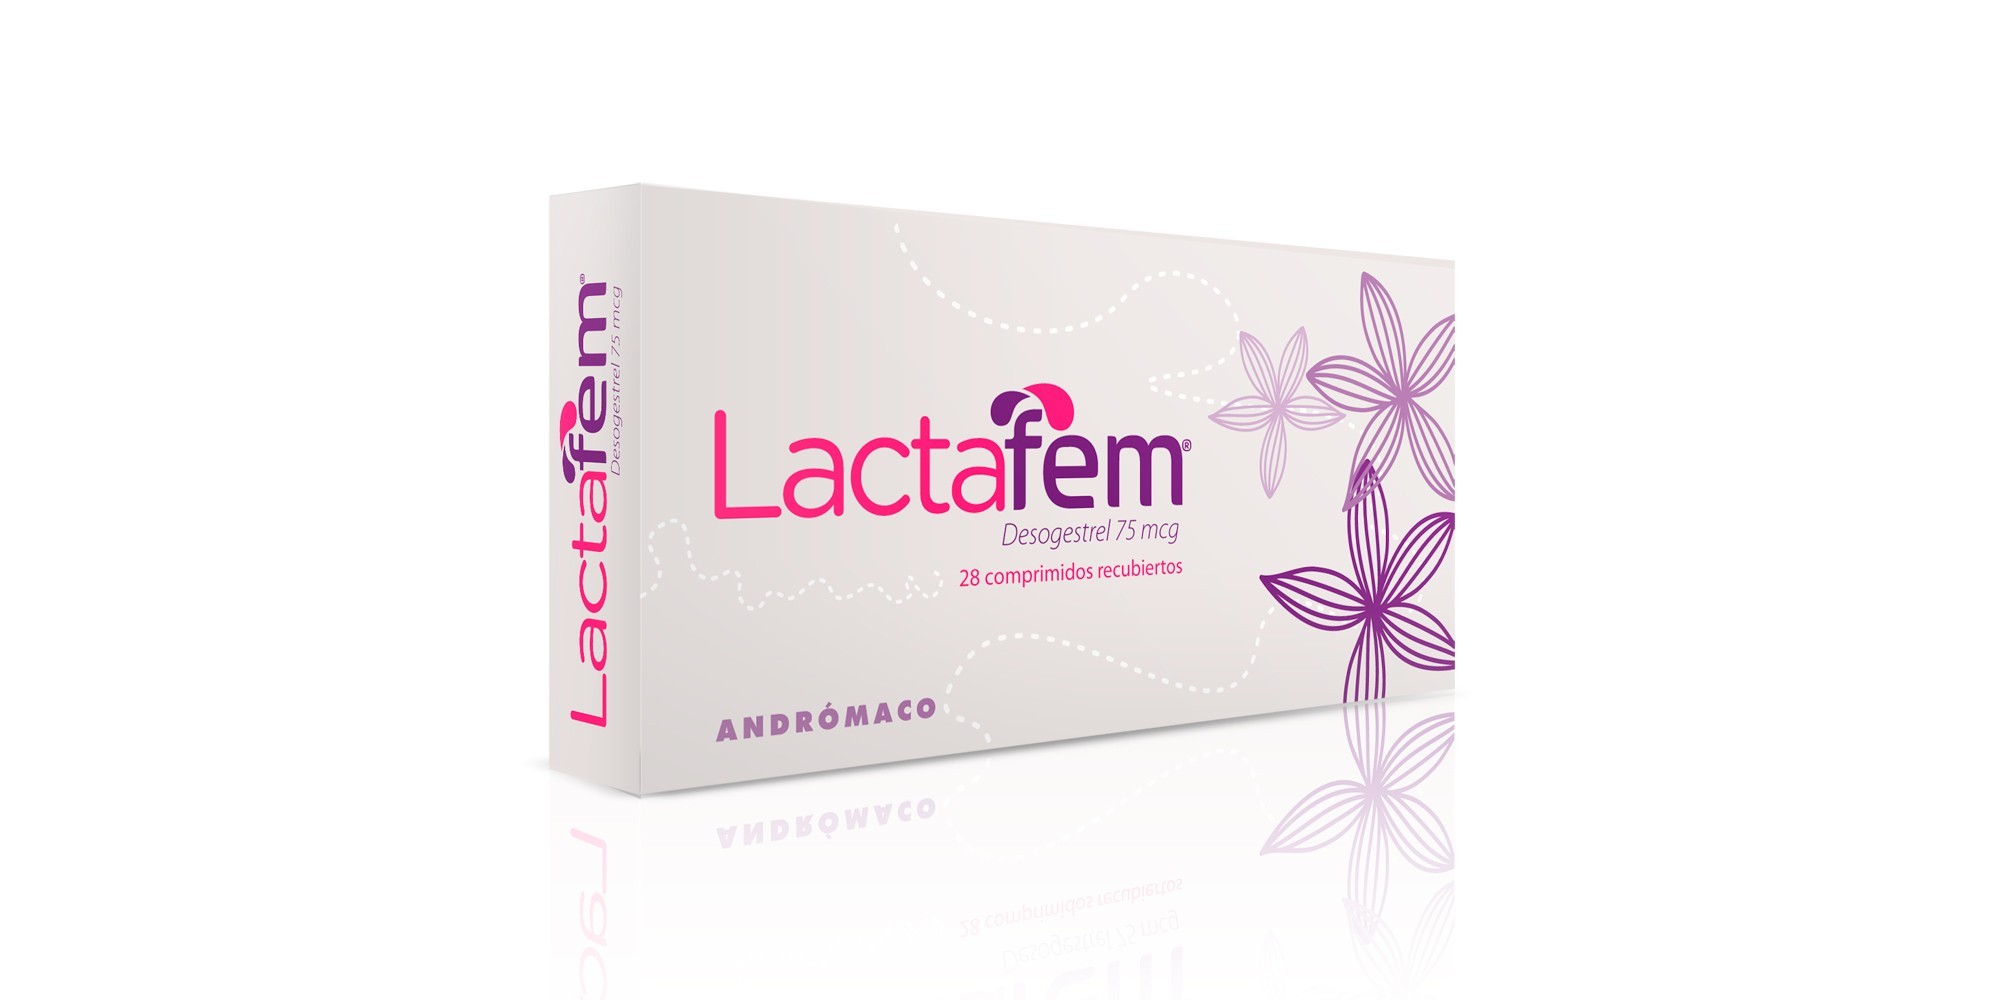 Lactafem®
Desogestrel 75 mcg
Lactafem®
Desogestrel 75 mcg
28 comprimidos recubiertos
ANDRÓMACO